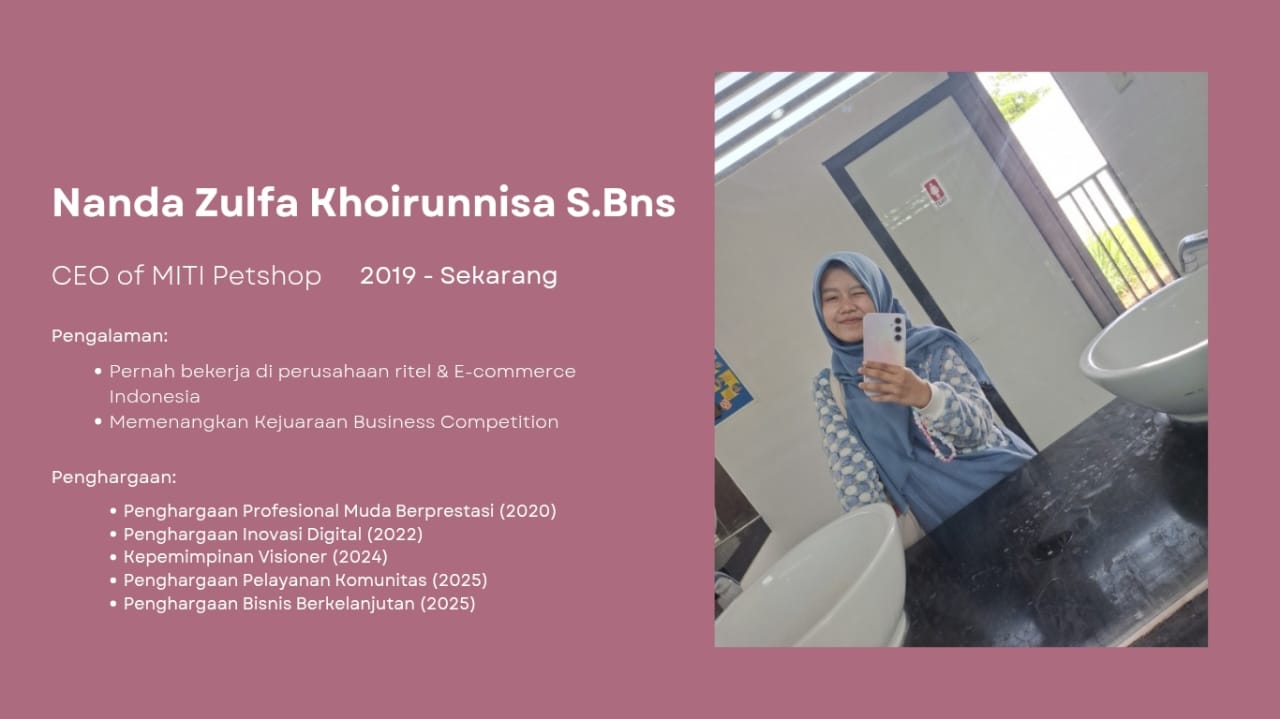 Nanda Zulfa Khoirunnisa S.Bns
CEO of MITI Petshop 2019 - Sekarang
Pengalaman:
• Pernah bekerja di perusahaan ritel & E-commerce
Indonesia
• Memenangkan Kejuaraan Business Competition
Penghargaan:
• Penghargaan Profesional Muda Berprestasi (2020)
• Penghargaan Inovasi Digital (2022)
• Kepemimpinan Visioner (2024)
• Penghargaan Pelayanan Komunitas (2025)
• Penghargaan Bisnis Berkelanjutan (2025)